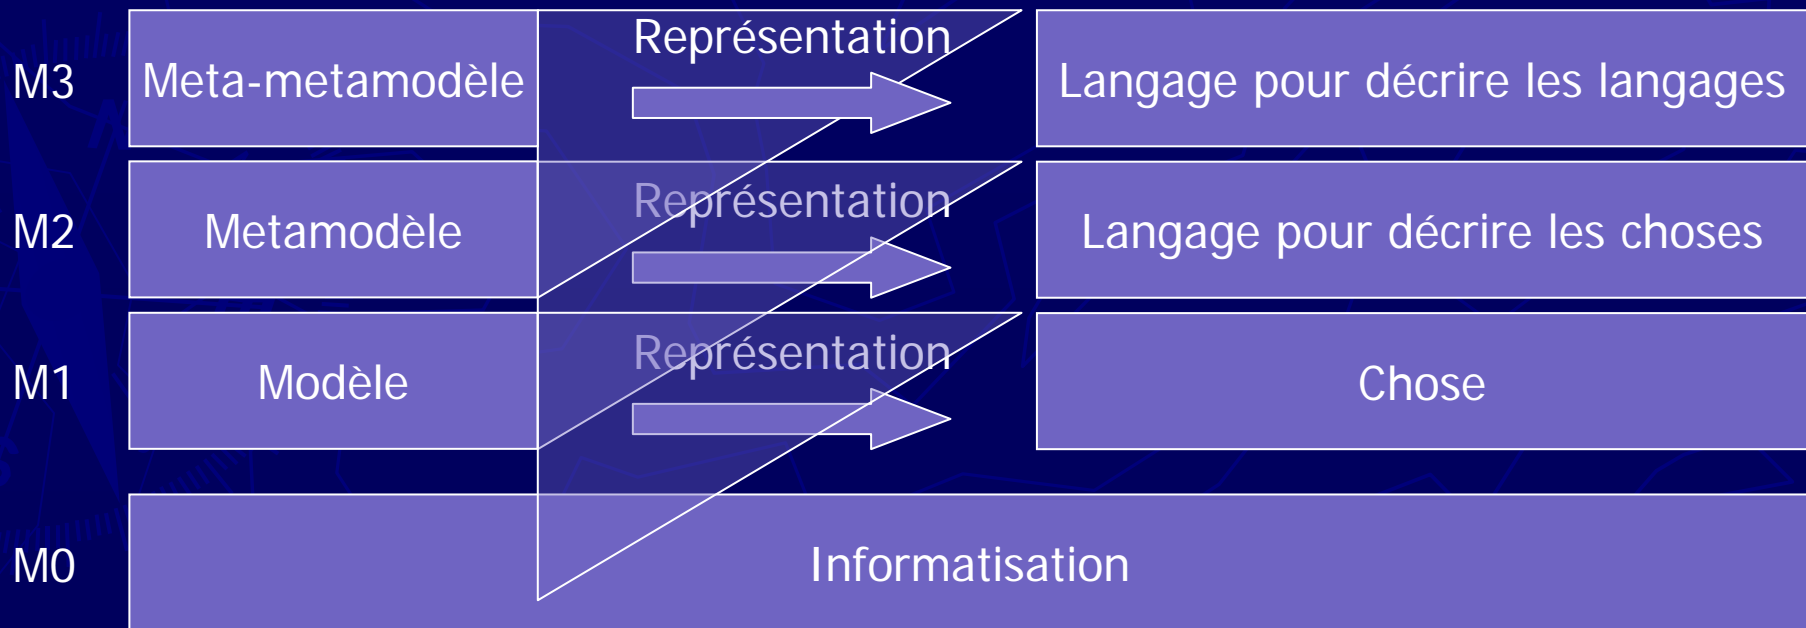 M3 Meta-metamodèle Représentation Langage pour décrire les langages
M2 Metamodèle Représentation Langage pour décrire les choses
M1 Modèle Représentation Chose
M0 Informatisation